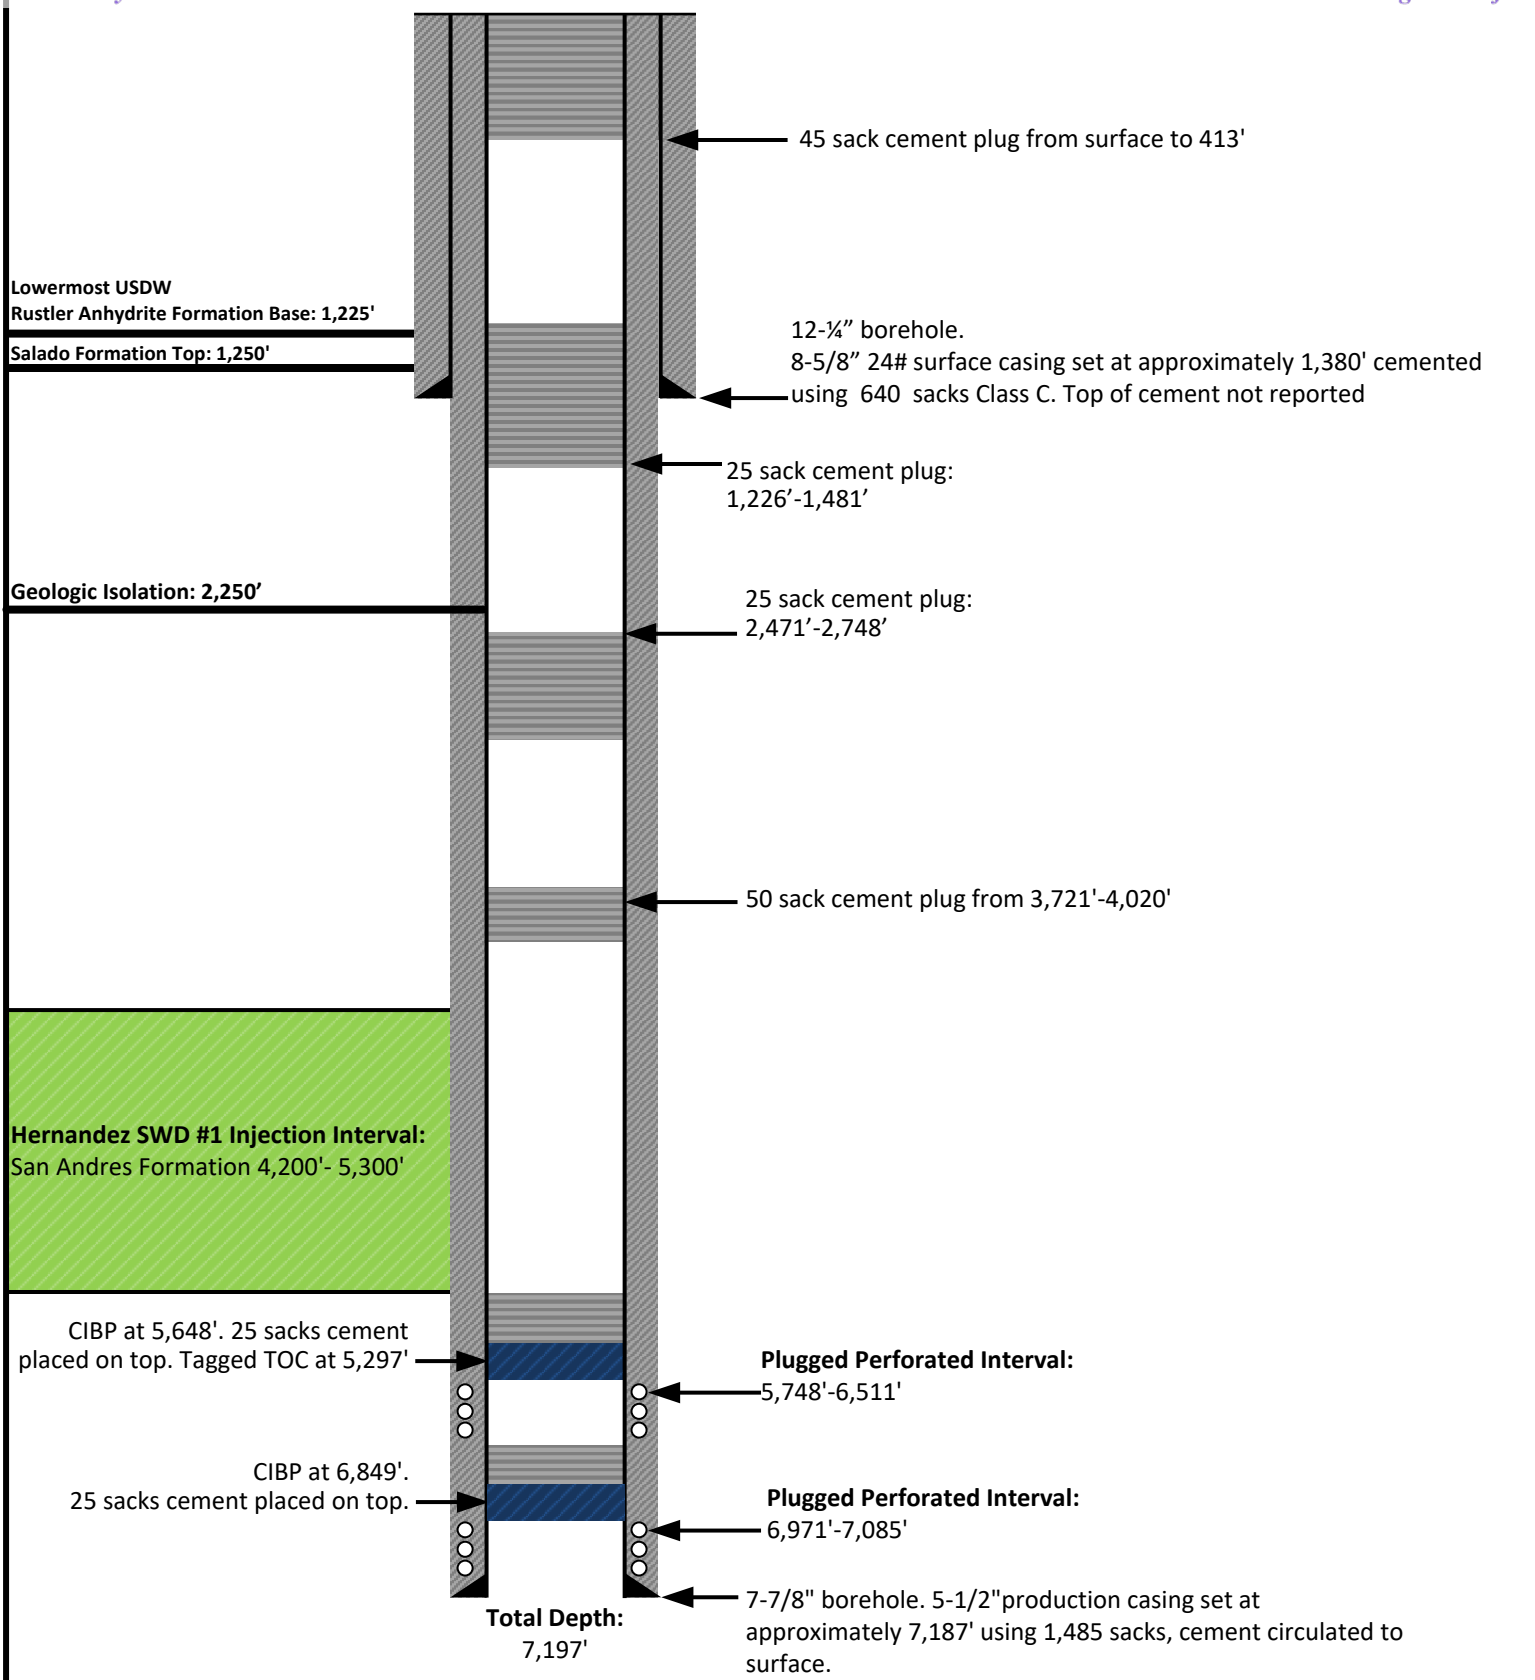 45 sack cement plug from surface to 413'
Lowermost USDW
Rustler Anhydrite Formation Base: 1,225'
Salado Formation Top: 1,250'
12-¼” borehole.
8-5/8” 24# surface casing set at approximately 1,380' cemented
using 640 sacks Class C. Top of cement not reported
25 sack cement plug:
1,226’-1,481’
Geologic Isolation: 2,250’
25 sack cement plug:
2,471’-2,748’
50 sack cement plug from 3,721'-4,020'
Hernandez SWD #1 Injection Interval:
San Andres Formation 4,200'- 5,300'
CIBP at 5,648'. 25 sacks cement
placed on top. Tagged TOC at 5,297'
Plugged Perforated Interval:
5,748'-6,511'
CIBP at 6,849'.
25 sacks cement placed on top.
Plugged Perforated Interval:
6,971'-7,085'
Total Depth:
7,197'
7-7/8" borehole. 5-1/2"production casing set at
approximately 7,187' using 1,485 sacks, cement circulated to
surface.